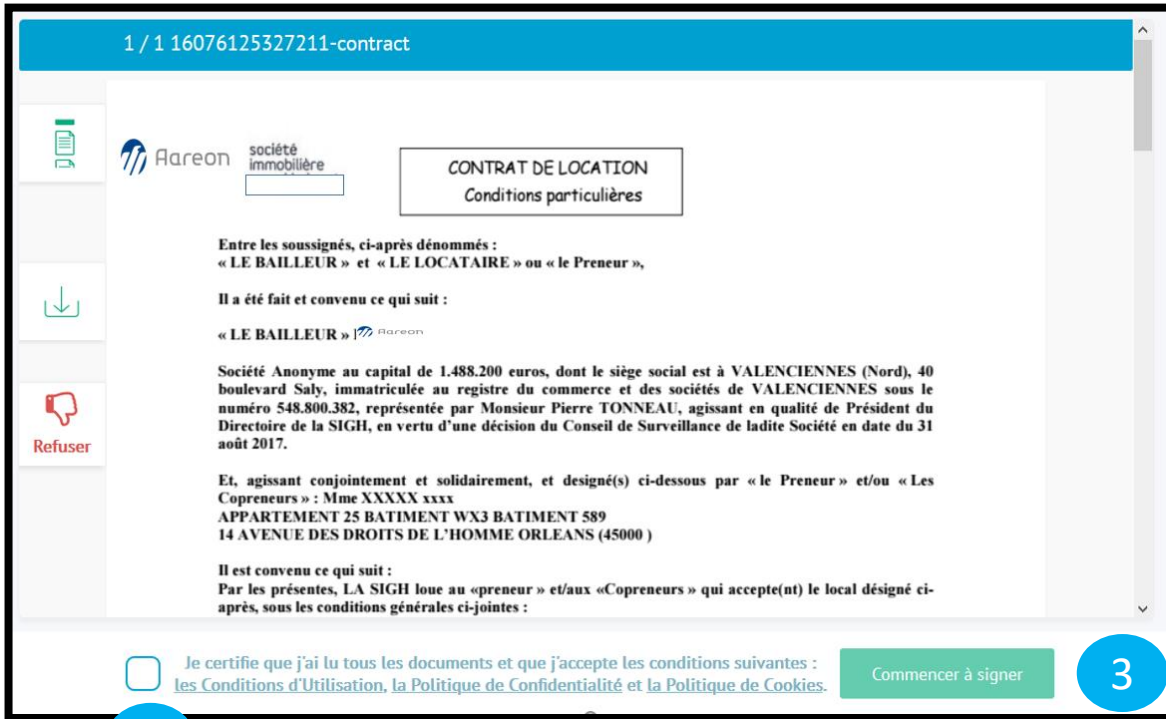 1 / 1 16076125327211-contract
Aareon
société
immobilière
CONTRAT DE LOCATION
Conditions particulières
Entre les soussignés, ci-après dénommés :
« LE BAILLEUR » et « LE LOCATAIRE » ou « le Preneur »,
Il a été fait et convenu ce qui suit :
« LE BAILLEUR » Aareon
Société Anonyme au capital de 1.488.200 euros, dont le siège social est à VALENCIENNES (Nord), 40
boulevard Saly, immatriculée au registre du commerce et des sociétés de VALENCIENNES sous le
numéro 548.800.382, représentée par Monsieur Pierre TONNEAU, agissant en qualité de Président du
Directoire de la SIGH, en vertu d'une décision du Conseil de Surveillance de ladite Société en date du 31
août 2017.
Refuser
Et, agissant conjointement et solidairement, et designé(s) ci-dessous par « le Preneur » et/ou « Les
Copreneurs » : Mme XXXXX xxxx
APPARTEMENT 25 BATIMENT WX3 BATIMENT 589
14 AVENUE DES DROITS DE L'HOMME ORLEANS (45000 )
Il est convenu ce qui suit :
Par les présentes, LA SIGH loue au «preneur » et/aux «Copreneurs » qui accepte(nt) le local désigné ci-
après, sous les conditions générales ci-jointes :
Je certifie que j'ai lu tous les documents et que j'accepte les conditions suivantes :
les Conditions d'Utilisation, la Politique de Confidentialité et la Politique de Cookies.
Commencer à signer
3